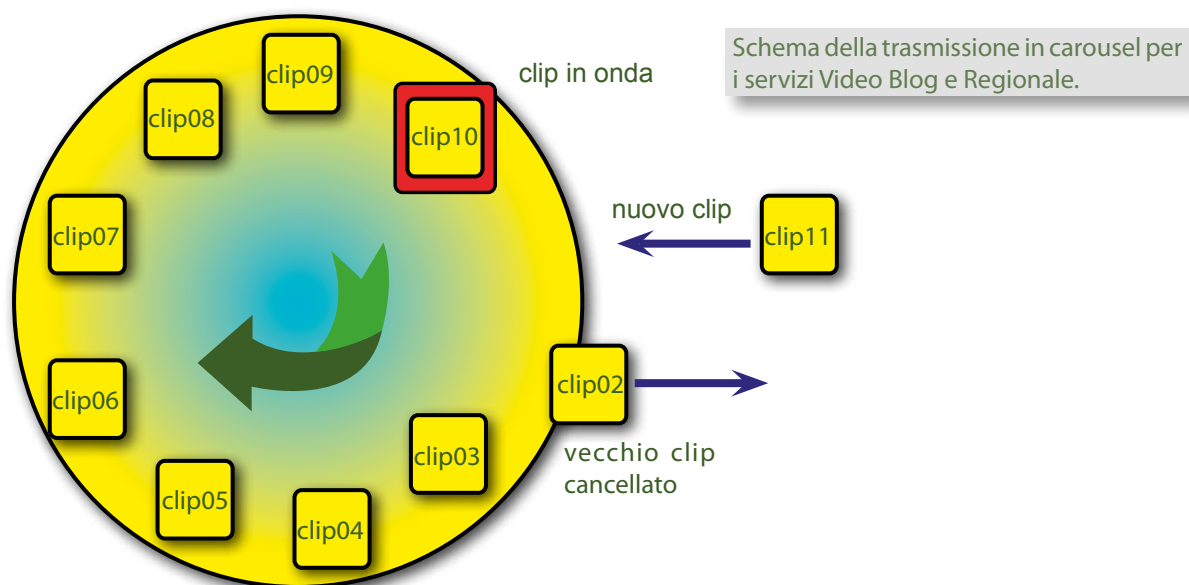 Schema della trasmissione in carousel per
i servizi Video Blog e Regionale.
clip in onda
clip09
clip08
clip10
nuovo clip
clip11
clip07
clip02
clip06
clip03
vecchio clip
cancellato
clip05
clip04